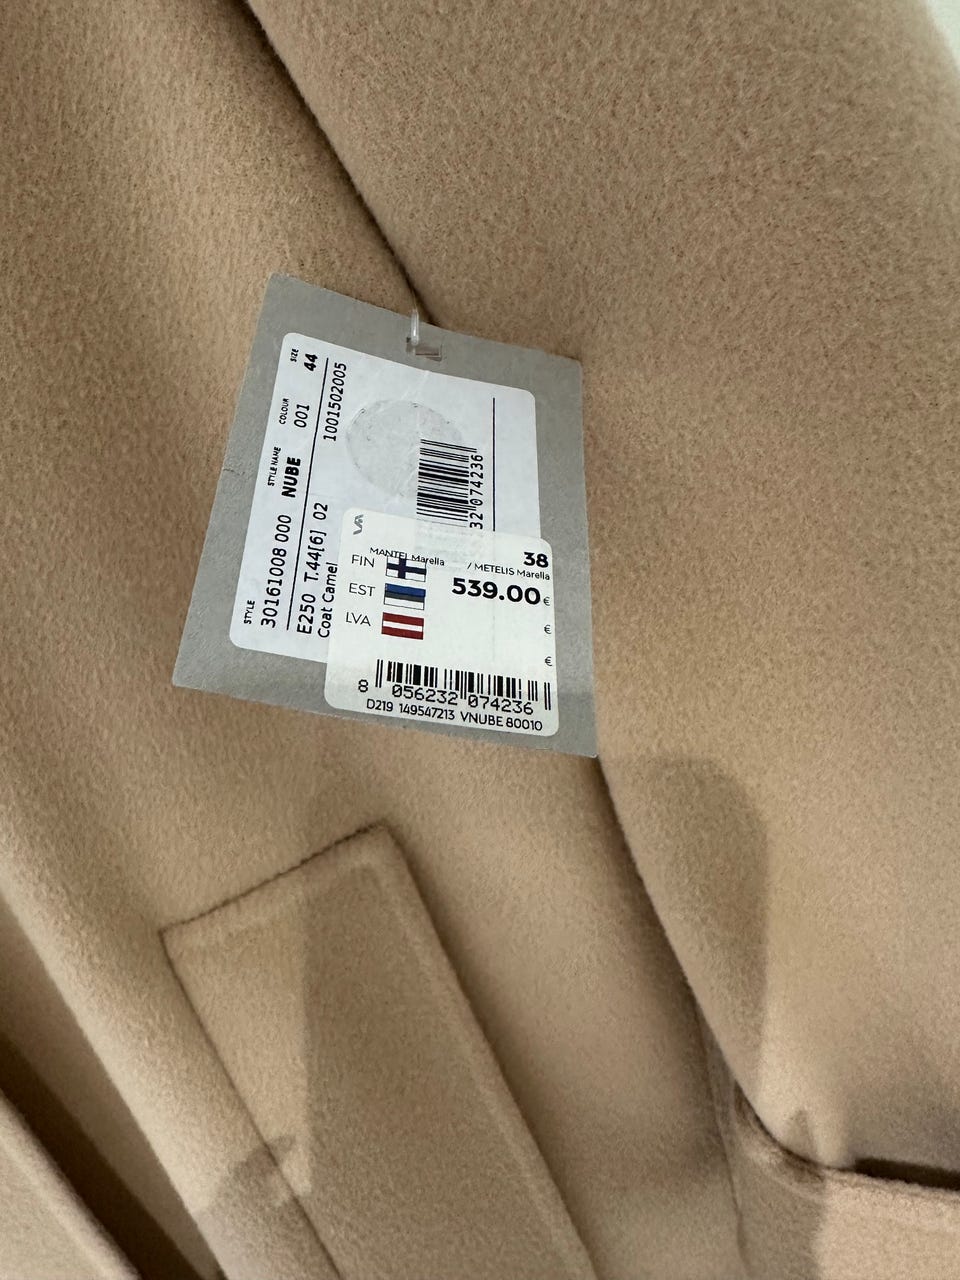 STYLE STYLE NAME COLOUR SIZE
30161008 000 NUBE 001 44
E250 T.44[6] 02 1001502005
Coat Camel
32 074236
38
MANTEL Marella / METELIS Marella
FIN 539.00 €
EST €
LVA €
8 056232 074236
D219 149547213 VNUBE 80010